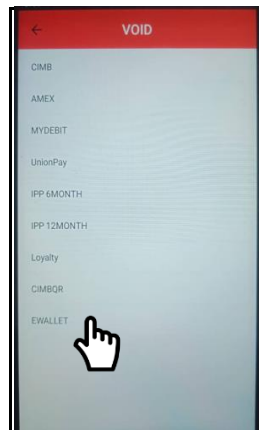 VOID
CIMB
AMEX
MYDEBIT
UnionPay
IPP 6MONTH
IPP 12MONTH
Loyalty
CIMBQR
EWALLET